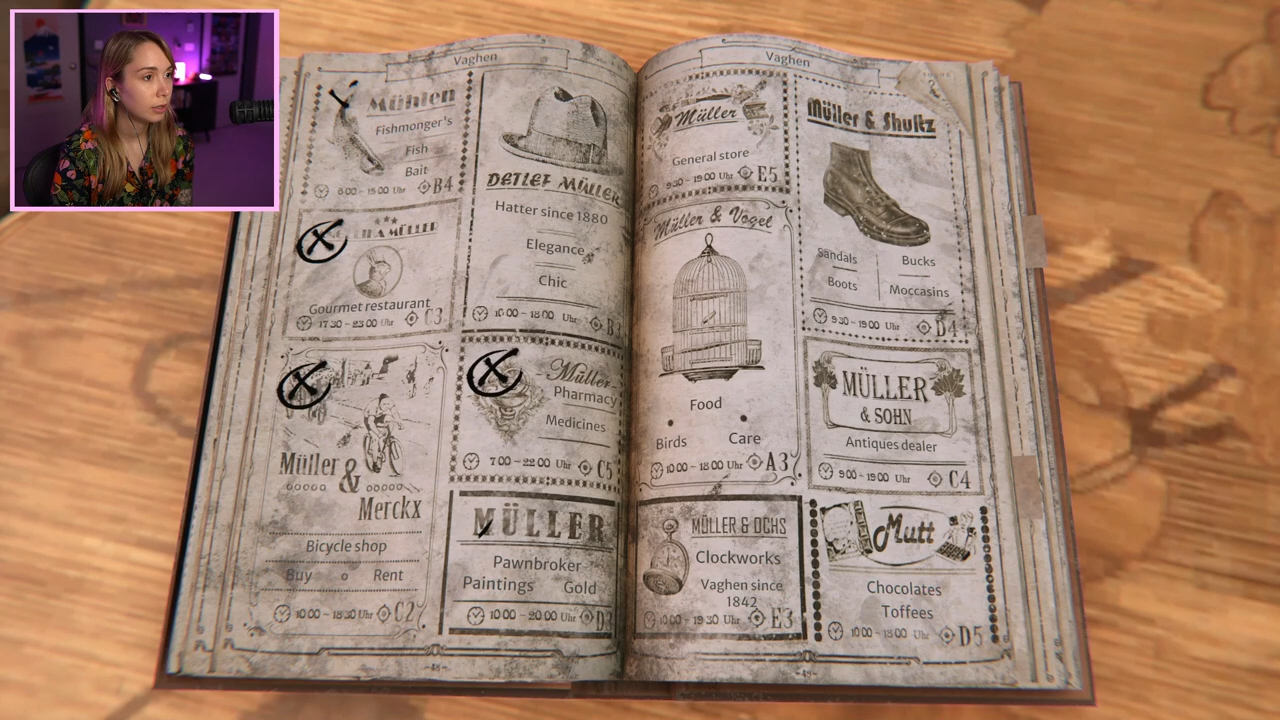 Vaghen
Mühlen
Fishmonger's
Fish
Bait
8 00 - 15 00 Uhr B4
MÜLLER
Gourmet restaurant
17 30 - 23 00 Uhr C3
Müller
&
Merckx
Bicycle shop
Buy o Rent
10 00 - 18 30 Uhr C2
DETLEF MÜLLER
Hatter since 1880
Elegance
Chic
10 00 - 18 00 Uhr B3
Müller
Pharmacy
Medicines
7 00 - 22 00 Uhr C5
MÜLLER
Pawnbroker
Paintings Gold
10 00 - 20 00 Uhr D3
-48-
Vaghen
Müller
General store
9 30 - 19 00 Uhr E5
Müller & Vogel
Food
Birds Care
10 00 - 18 00 Uhr A3
MÜLLER & OCHS
Clockworks
Vaghen since
1842
10 00 - 19 30 Uhr E3
Müller & Shultz
Sandals Bucks
Boots Moccasins
9 30 - 19 00 Uhr D4
MÜLLER
& SOHN
Antiques dealer
9 00 - 19 00 Uhr C4
Mutt
Chocolates
Toffees
10 00 - 18 00 Uhr D5
-49-